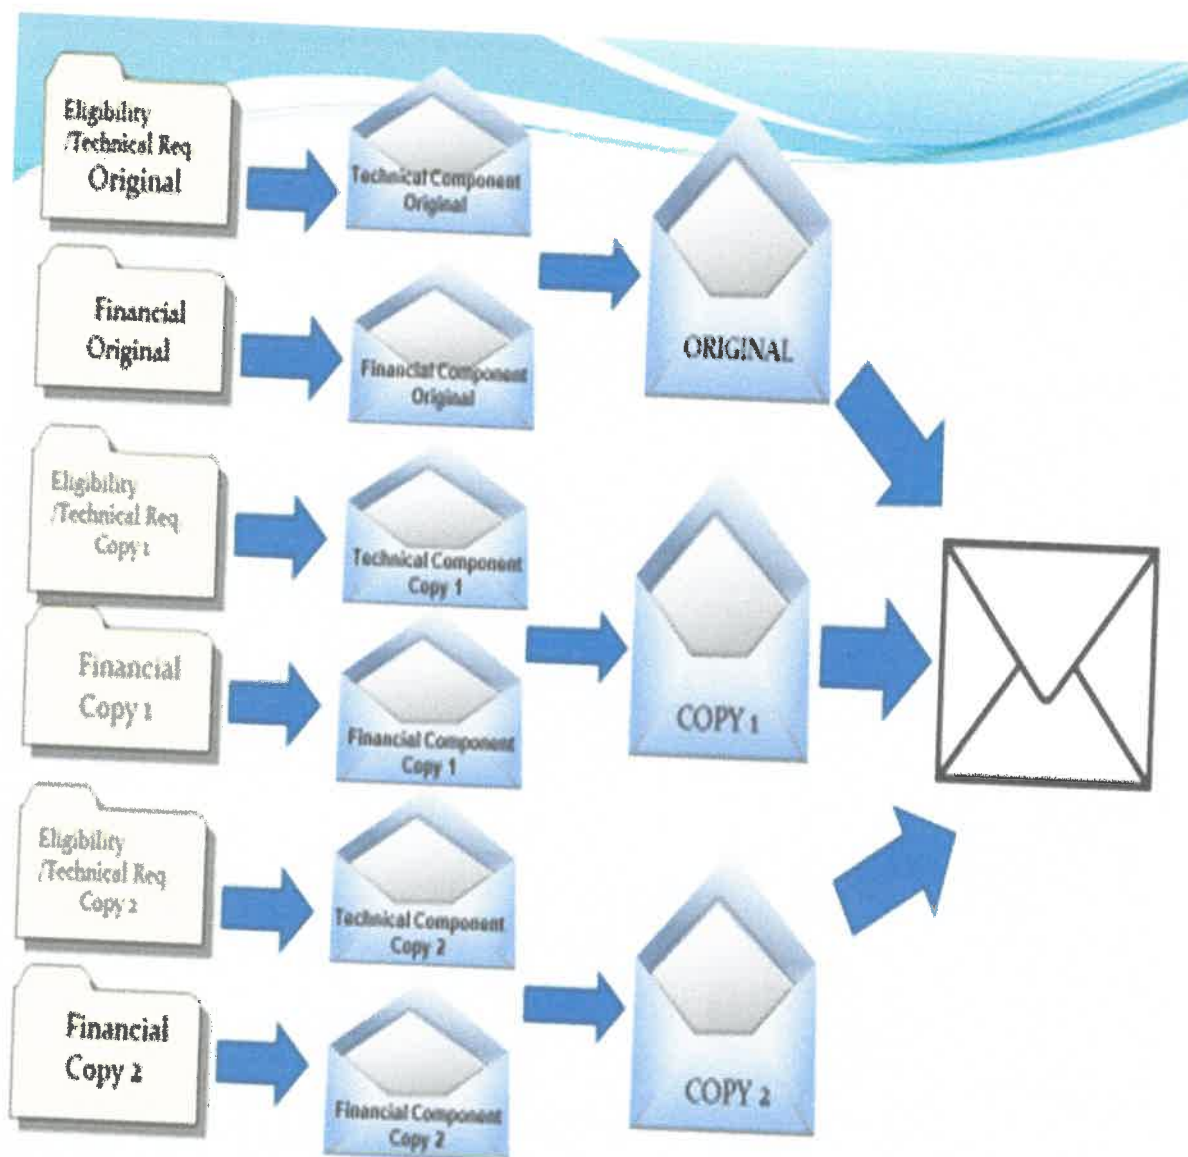 Eligibility
/Technical Req
Original
Technical Component
Original
Financial
Original
Financial Component
Original
ORIGINAL
Eligibility
/Technical Req
Copy 1
Technical Component
Copy 1
Financial
Copy 1
Financial Component
Copy 1
COPY 1
Eligibility
/Technical Req
Copy 2
Technical Component
Copy 2
Financial
Copy 2
Financial Component
Copy 2
COPY 2